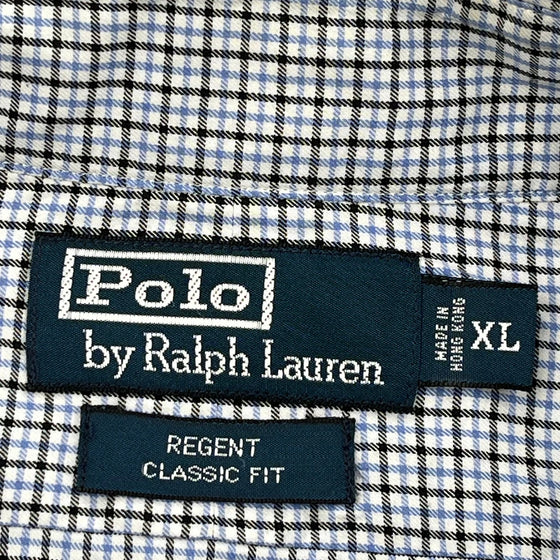 Polo
by Ralph Lauren
MADE IN
HONG KONG
XL
REGENT
CLASSIC FIT